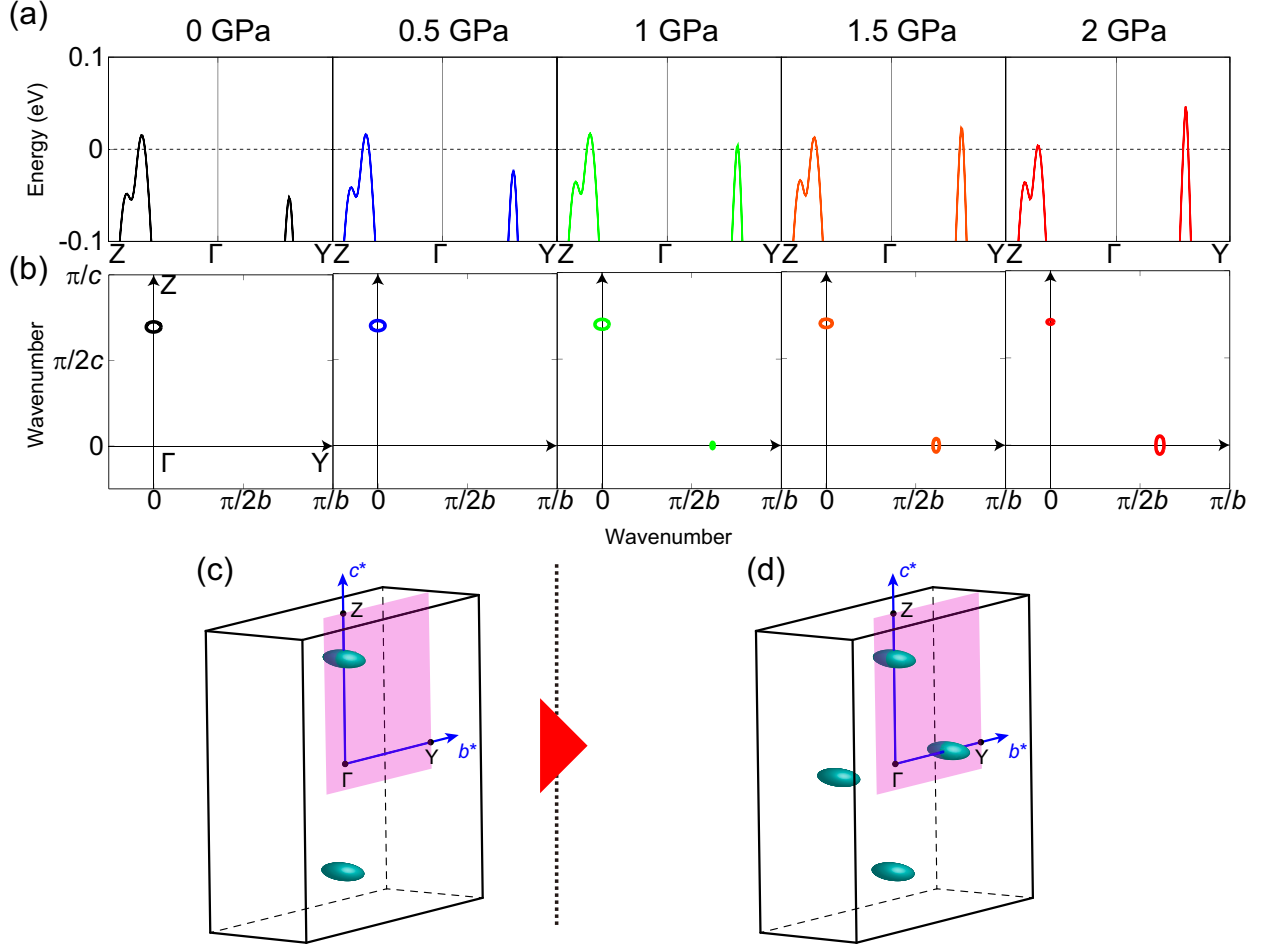 (a)
0 GPa 0.5 GPa 1 GPa 1.5 GPa 2 GPa
0.1
0
-0.1
Energy (eV)
Z Γ Y Z Γ Y Z Γ Y Z Γ Y Z Γ Y
(b)
π/c
π/2c
0
Wavenumber
Z
Γ Y
0 π/2b π/b 0 π/2b π/b 0 π/2b π/b 0 π/2b π/b 0 π/2b π/b
Wavenumber
(c)
c*
Z
Γ
Y
b*
(d)
c*
Z
Γ
Y
b*